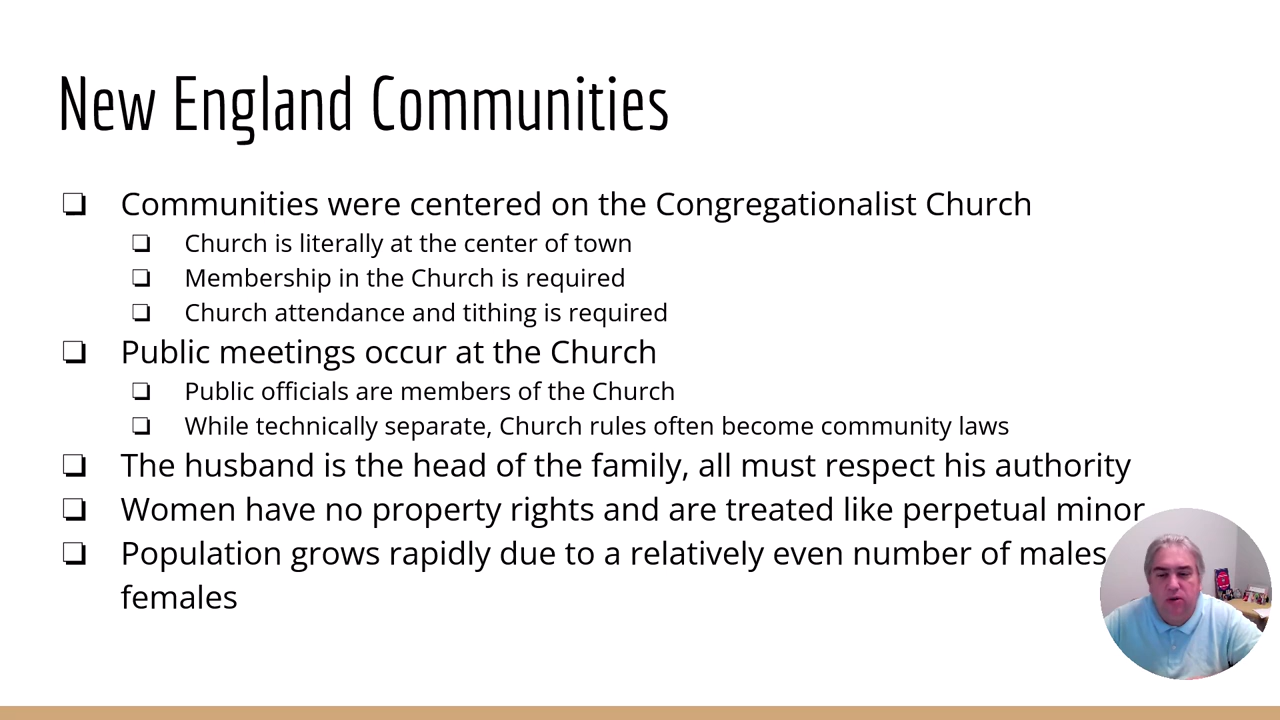 New England Communities
Communities were centered on the Congregationalist Church
Church is literally at the center of town
Membership in the Church is required
Church attendance and tithing is required
Public meetings occur at the Church
Public officials are members of the Church
While technically separate, Church rules often become community laws
The husband is the head of the family, all must respect his authority
Women have no property rights and are treated like perpetual minor
Population grows rapidly due to a relatively even number of males
females